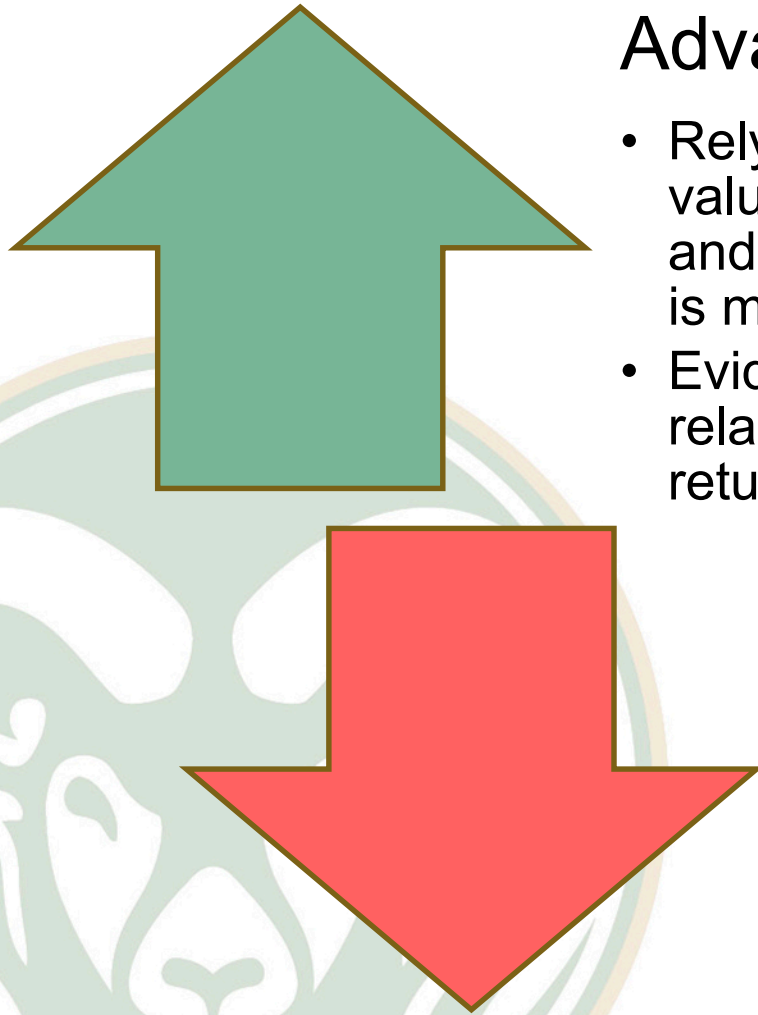 Adva
• Rely
valu
and
is m
• Evid
rela
retu